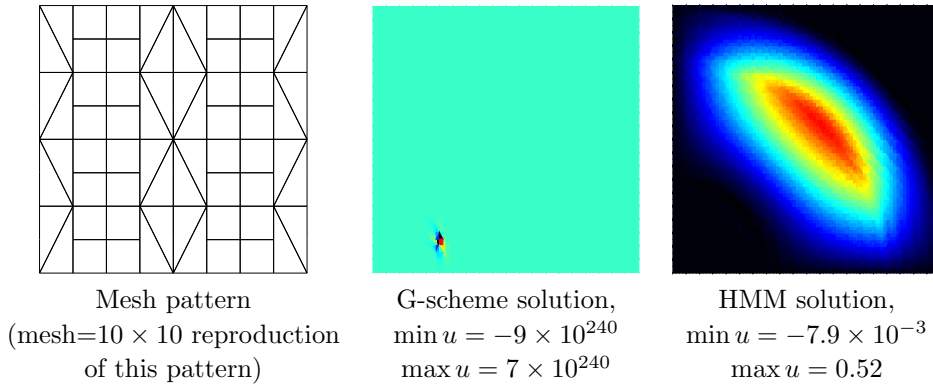 Mesh pattern
(mesh=10 × 10 reproduction
of this pattern)
G-scheme solution,
min u = −9 × 10^240
max u = 7 × 10^240
HMM solution,
min u = −7.9 × 10^−3
max u = 0.52